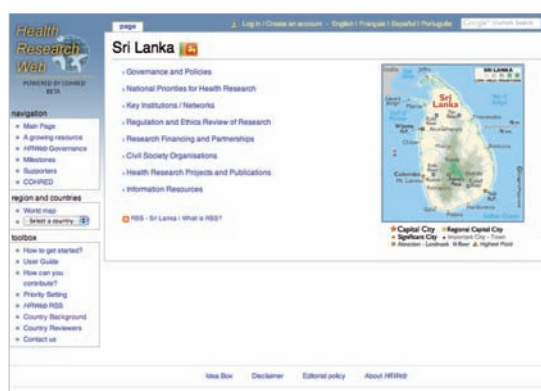 Health
Research
Web
POWERED BY COHRED
BETA
navigation
Main Page
A growing resource
HRWeb Governance
Milestones
Supporters
COHRED
region and countries
World map
Select a country
toolbox
How to get started?
User Guide
How can you
contribute?
Priority Setting
HRWeb RSS
Country Background
Country Reviewers
Contact us
page
Log in / Create an account - English | Français | Español | Português
Google Custom Search
Sri Lanka
Governance and Policies
National Priorities for Health Research
Key Institutions / Networks
Regulation and Ethics Review of Research
Research Financing and Partnerships
Civil Society Organisations
Health Research Projects and Publications
Information Resources
RSS - Sri Lanka | What is RSS?
India
SRI LANKA
Sri
Lanka
Colombo
Capital City Regional Capital City
Significant City Important City - Town
Attraction - Landmark River Highest Point
Idea Box Disclaimer Editorial policy About HRWeb